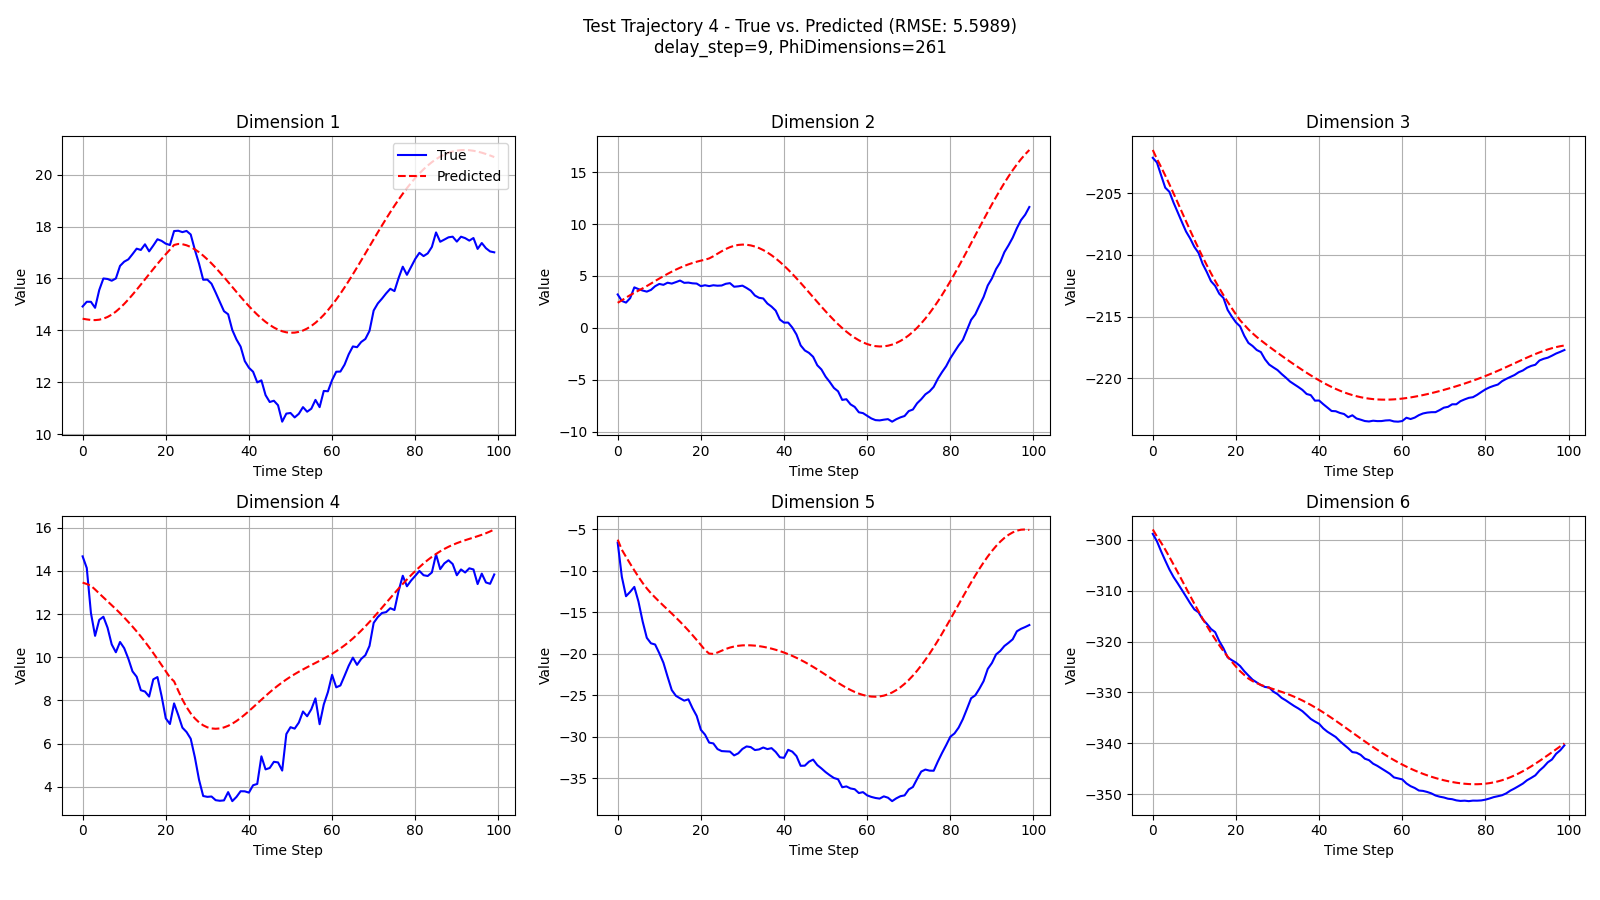 Test Trajectory 4 - True vs. Predicted (RMSE: 5.5989)
delay_step=9, PhiDimensions=261
Dimension 1
Value
20
18
16
14
12
10
True
Predicted
0 20 40 60 80 100
Time Step
Dimension 2
Value
15
10
5
0
−5
−10
0 20 40 60 80 100
Time Step
Dimension 3
Value
−205
−210
−215
−220
0 20 40 60 80 100
Time Step
Dimension 4
Value
16
14
12
10
8
6
4
0 20 40 60 80 100
Time Step
Dimension 5
Value
−5
−10
−15
−20
−25
−30
−35
0 20 40 60 80 100
Time Step
Dimension 6
Value
−300
−310
−320
−330
−340
−350
0 20 40 60 80 100
Time Step